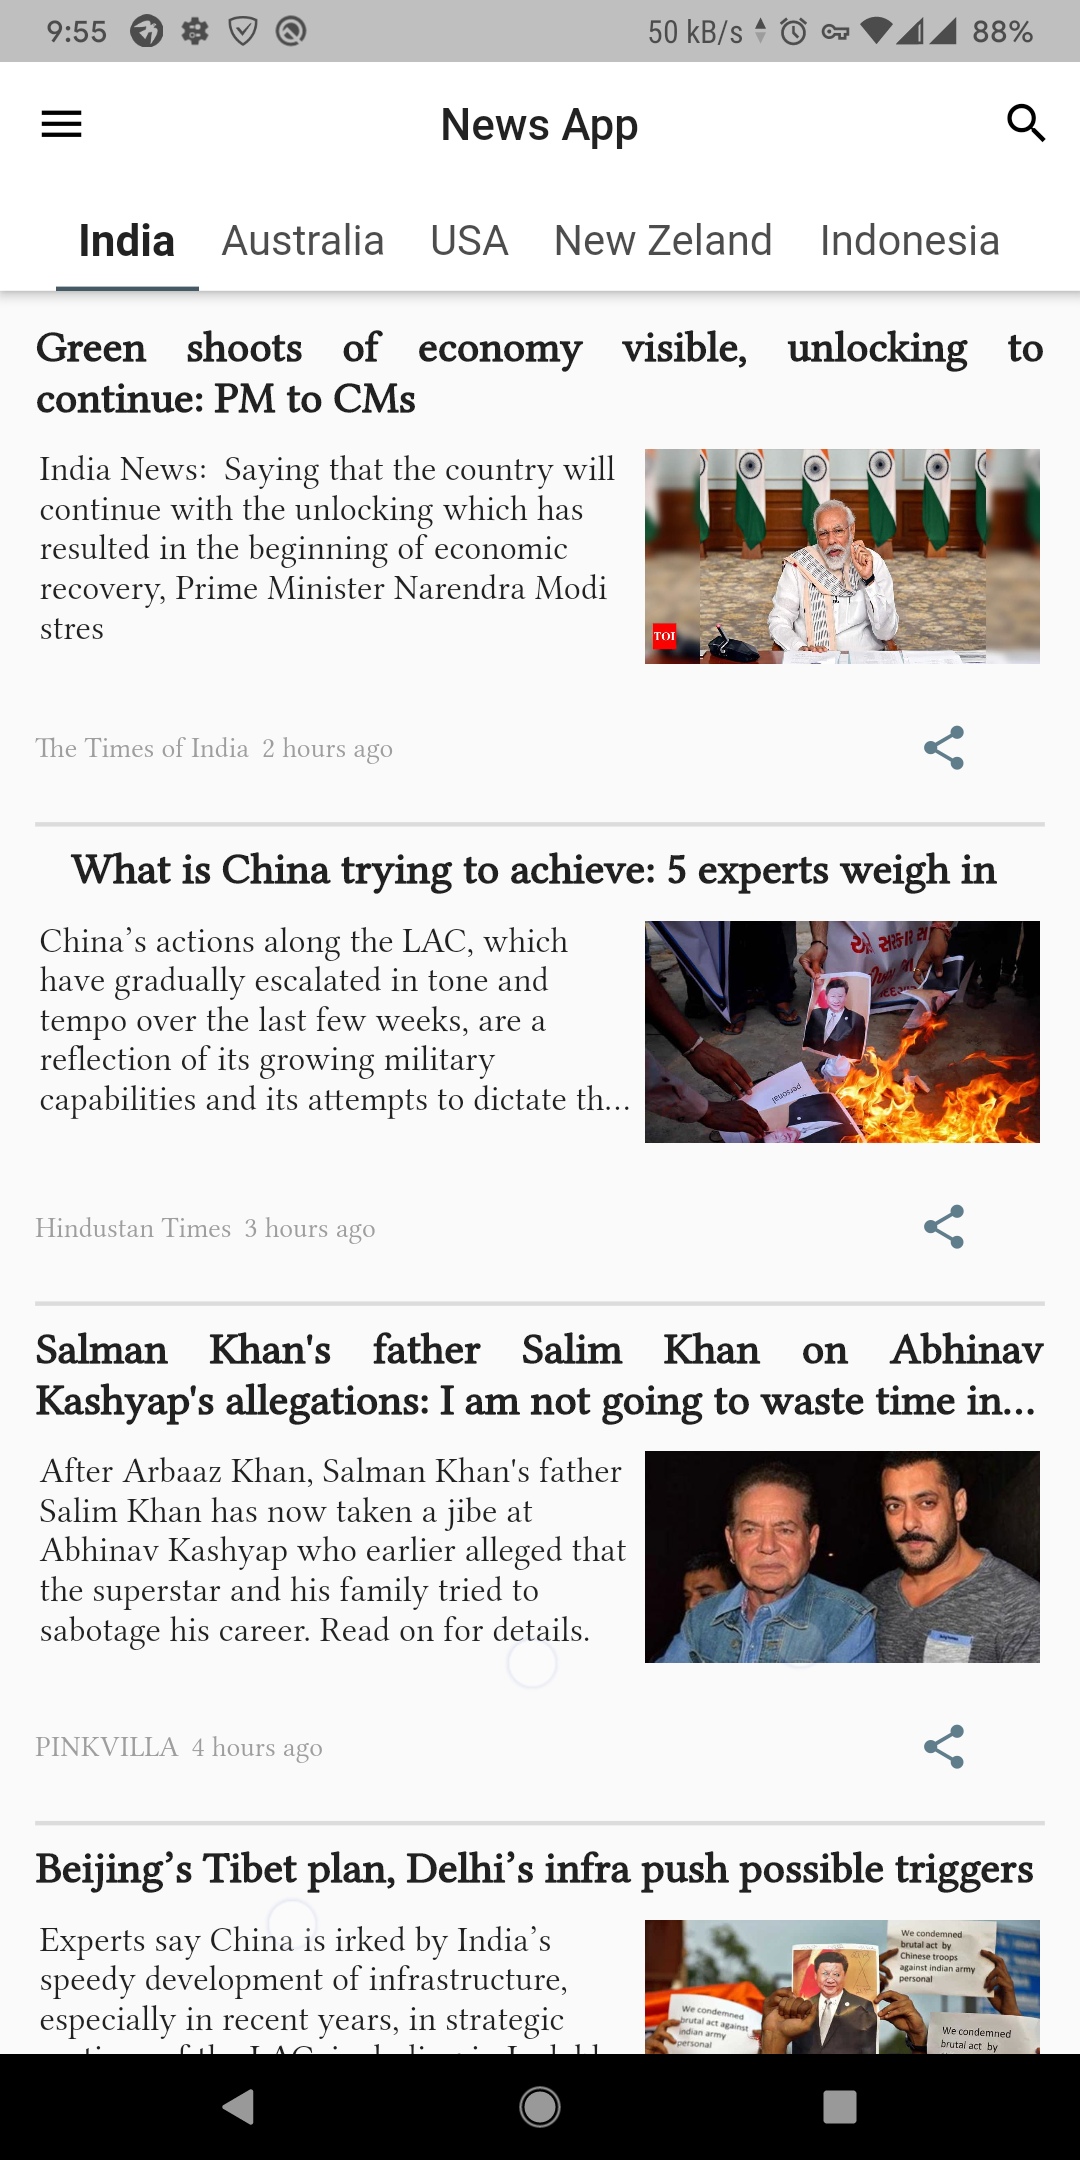 9:55
50 kB/s
88%
News App
India
Australia
USA
New Zeland
Indonesia
Green shoots of economy visible, unlocking to
continue: PM to CMs
India News: Saying that the country will
continue with the unlocking which has
resulted in the beginning of economic
recovery, Prime Minister Narendra Modi
stres
TOI
The Times of India 2 hours ago
What is China trying to achieve: 5 experts weigh in
China’s actions along the LAC, which
have gradually escalated in tone and
tempo over the last few weeks, are a
reflection of its growing military
capabilities and its attempts to dictate th...
personal
Hindustan Times 3 hours ago
Salman Khan's father Salim Khan on Abhinav
Kashyap's allegations: I am not going to waste time in...
After Arbaaz Khan, Salman Khan's father
Salim Khan has now taken a jibe at
Abhinav Kashyap who earlier alleged that
the superstar and his family tried to
sabotage his career. Read on for details.
PINKVILLA 4 hours ago
Beijing’s Tibet plan, Delhi’s infra push possible triggers
Experts say China is irked by India’s
speedy development of infrastructure,
especially in recent years, in strategic
We condemned
brutal act by
Chinese troops
against indian army
personal
We condemned
brutal act against
indian army
personal
We condemned
brutal act by